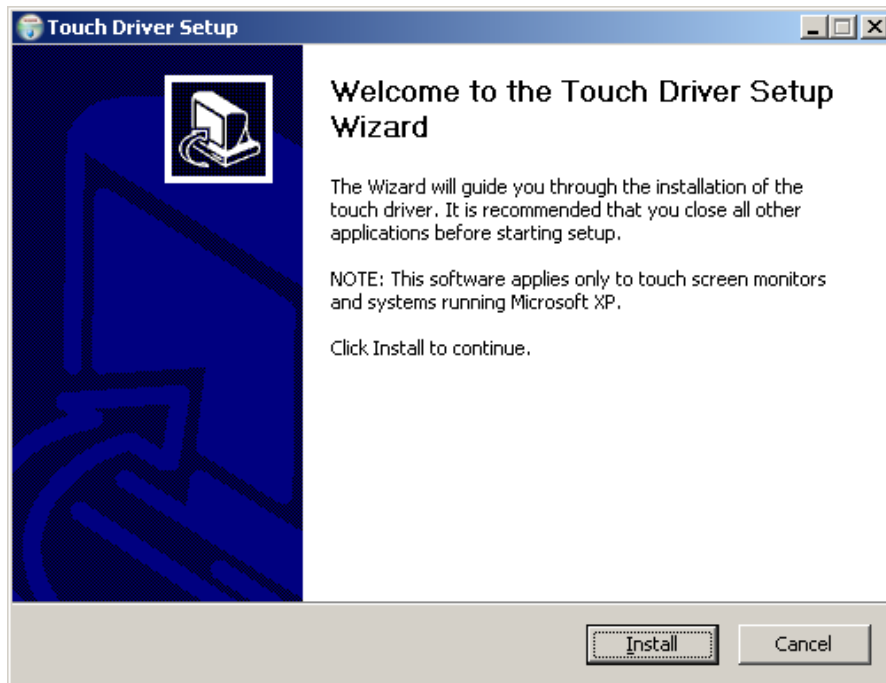 Touch Driver Setup
Welcome to the Touch Driver Setup
Wizard
The Wizard will guide you through the installation of the
touch driver. It is recommended that you close all other
applications before starting setup.
NOTE: This software applies only to touch screen monitors
and systems running Microsoft XP.
Click Install to continue.
Install
Cancel